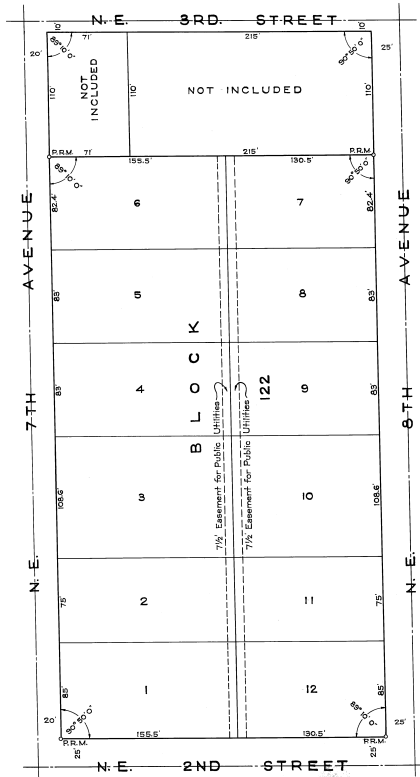 N. E. 3RD. STREET
10'
71'
215'
10'
20'
89° 10' 0"
90° 50' 0"
25'
110'
NOT INCLUDED
110'
NOT INCLUDED
110'
P.R.M.
71'
215'
155.5'
130.5'
89° 10' 0"
90° 50' 0"
82.4'
6
7
82.4'
83'
5
8
83'
BLOCK
122
83'
4
9
83'
7½' Easement for Public Utilities
7½' Easement for Public Utilities
108.6'
3
10
108.6'
75'
2
11
75'
85'
1
12
85'
20'
90° 50' 0"
89° 10' 0"
25'
P.R.M.
155.5'
130.5'
P.R.M.
25'
25'
N. E. 2ND STREET
N. E. 7TH AVENUE
N. E. 8TH AVENUE